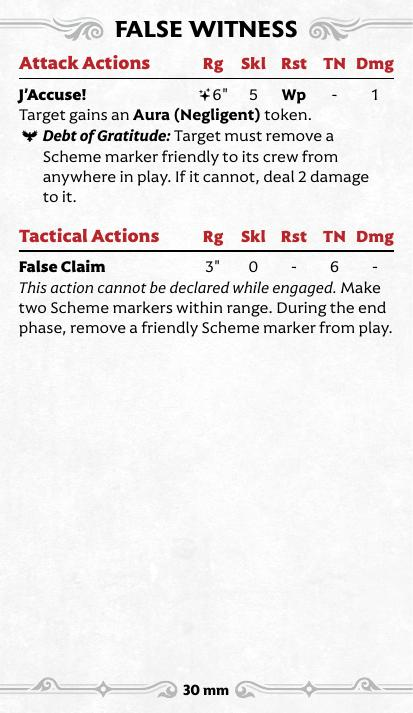 FALSE WITNESS
Attack Actions Rg Skl Rst TN Dmg
J'Accuse! 6" 5 Wp - 1
Target gains an Aura (Negligent) token.
Debt of Gratitude: Target must remove a
Scheme marker friendly to its crew from
anywhere in play. If it cannot, deal 2 damage
to it.
Tactical Actions Rg Skl Rst TN Dmg
False Claim 3" 0 - 6 -
This action cannot be declared while engaged. Make
two Scheme markers within range. During the end
phase, remove a friendly Scheme marker from play.
30 mm